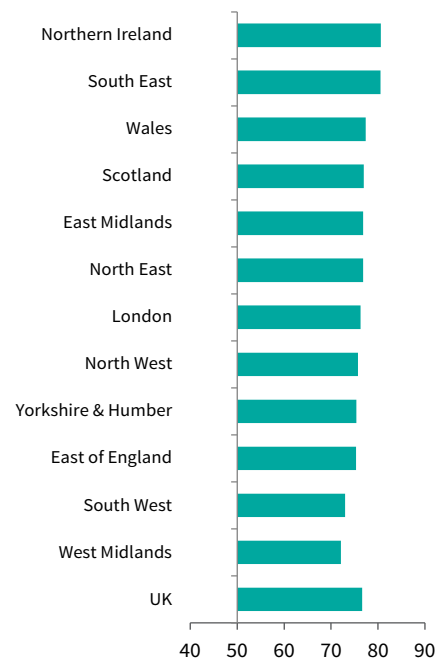 Northern Ireland
South East
Wales
Scotland
East Midlands
North East
London
North West
Yorkshire & Humber
East of England
South West
West Midlands
UK
40 50 60 70 80 90